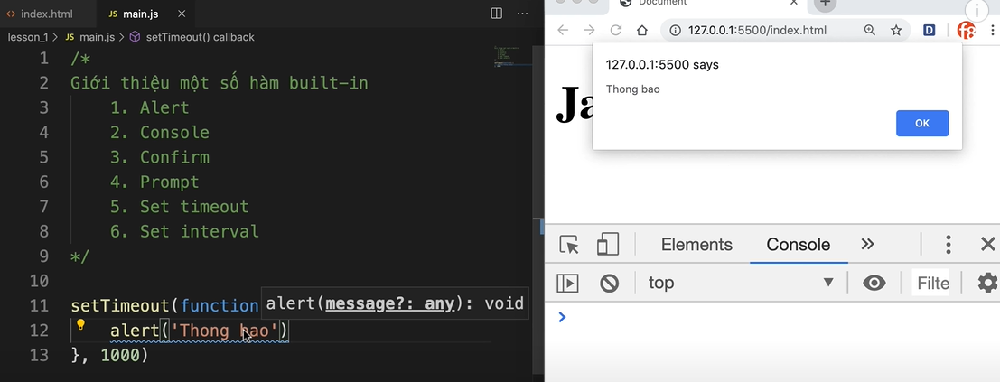 index.html
JS main.js
lesson_1 > JS main.js > setTimeout() callback
1 /*
2 Giới thiệu một số hàm built-in
3 1. Alert
4 2. Console
5 3. Confirm
6 4. Prompt
7 5. Set timeout
8 6. Set interval
9 */
10
11 setTimeout(function
alert(message?: any): void
12 alert('Thong bao')
13 }, 1000)
Document
127.0.0.1:5500/index.html
D
f8
127.0.0.1:5500 says
Thong bao
OK
Ja
Elements
Console
top
Filte